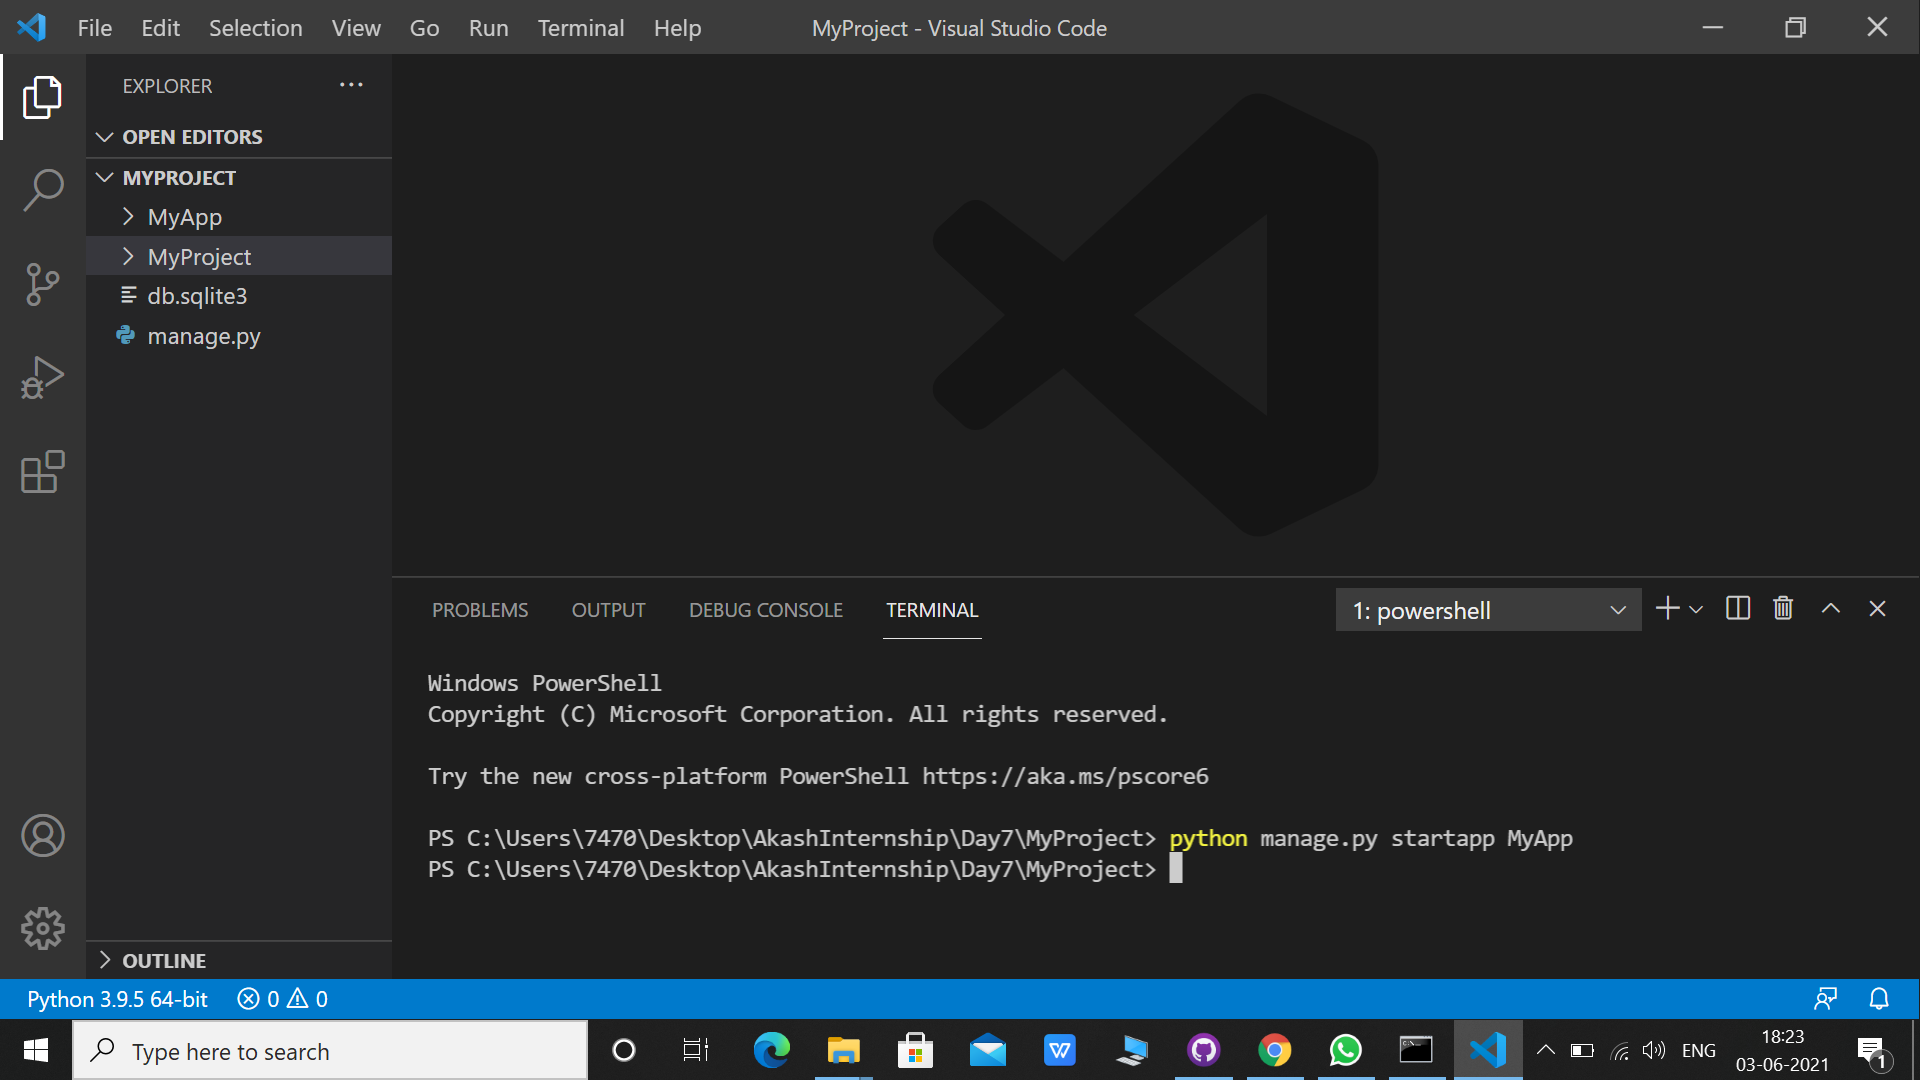 File Edit Selection View Go Run Terminal Help MyProject - Visual Studio Code
EXPLORER
OPEN EDITORS
MYPROJECT
MyApp
MyProject
db.sqlite3
manage.py
OUTLINE
PROBLEMS OUTPUT DEBUG CONSOLE TERMINAL 1: powershell
Windows PowerShell
Copyright (C) Microsoft Corporation. All rights reserved.
Try the new cross-platform PowerShell https://aka.ms/pscore6
PS C:\Users\7470\Desktop\AkashInternship\Day7\MyProject> python manage.py startapp MyApp
PS C:\Users\7470\Desktop\AkashInternship\Day7\MyProject>
Python 3.9.5 64-bit 0 0
Type here to search
W
C:\
ENG
18:23
03-06-2021
1